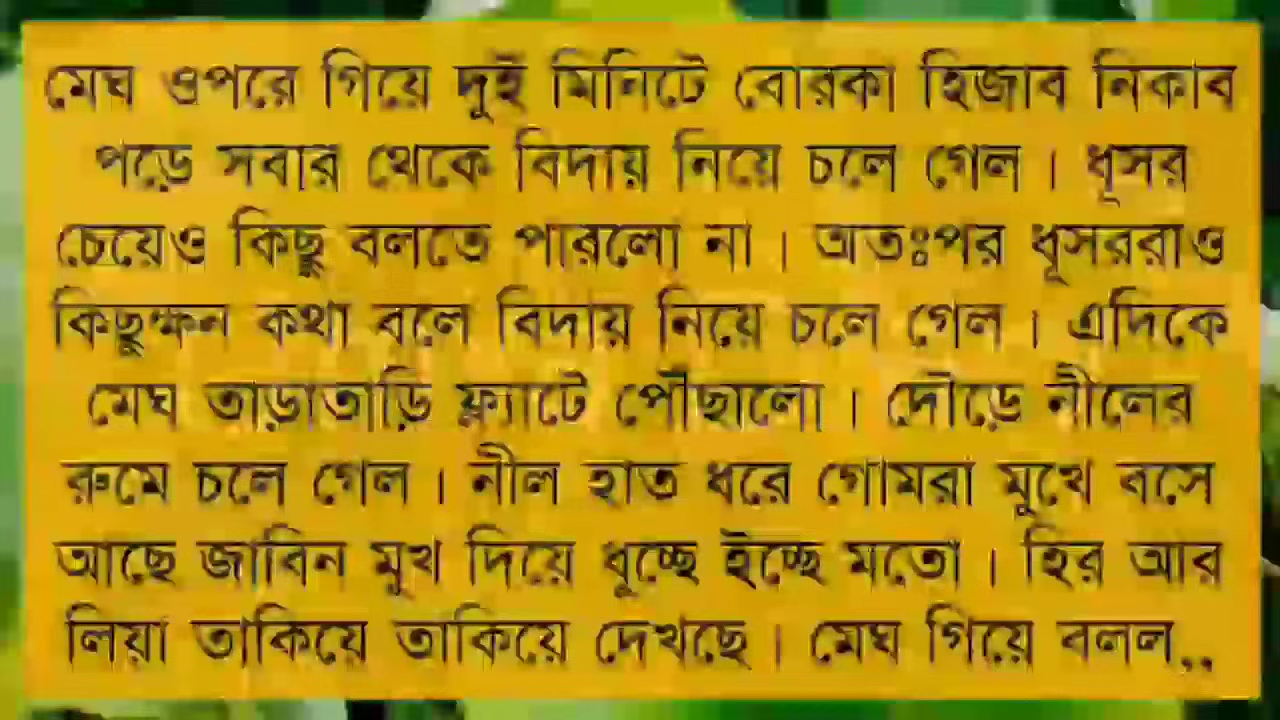 মেঘ ওপরে গিয়ে দুই মিনিটে বোরকা হিজাব নিকাব
পড়ে সবার থেকে বিদায় নিয়ে চলে গেল । ধূসর
চেয়েও কিছু বলতে পারলো না । অতঃপর ধূসররাও
কিছুক্ষন কথা বলে বিদায় নিয়ে চলে গেল । এদিকে
মেঘ তাড়াতাড়ি ফ্ল্যাটে পৌঁছালো । দৌড়ে নীলের
রুমে চলে গেল । নীল হাত ধরে গোমরা মুখে বসে
আছে জাবিন মুখ দিয়ে ধুচ্ছে ইচ্ছে মতো । হির আর
লিয়া তাকিয়ে তাকিয়ে দেখছে । মেঘ গিয়ে বলল,,